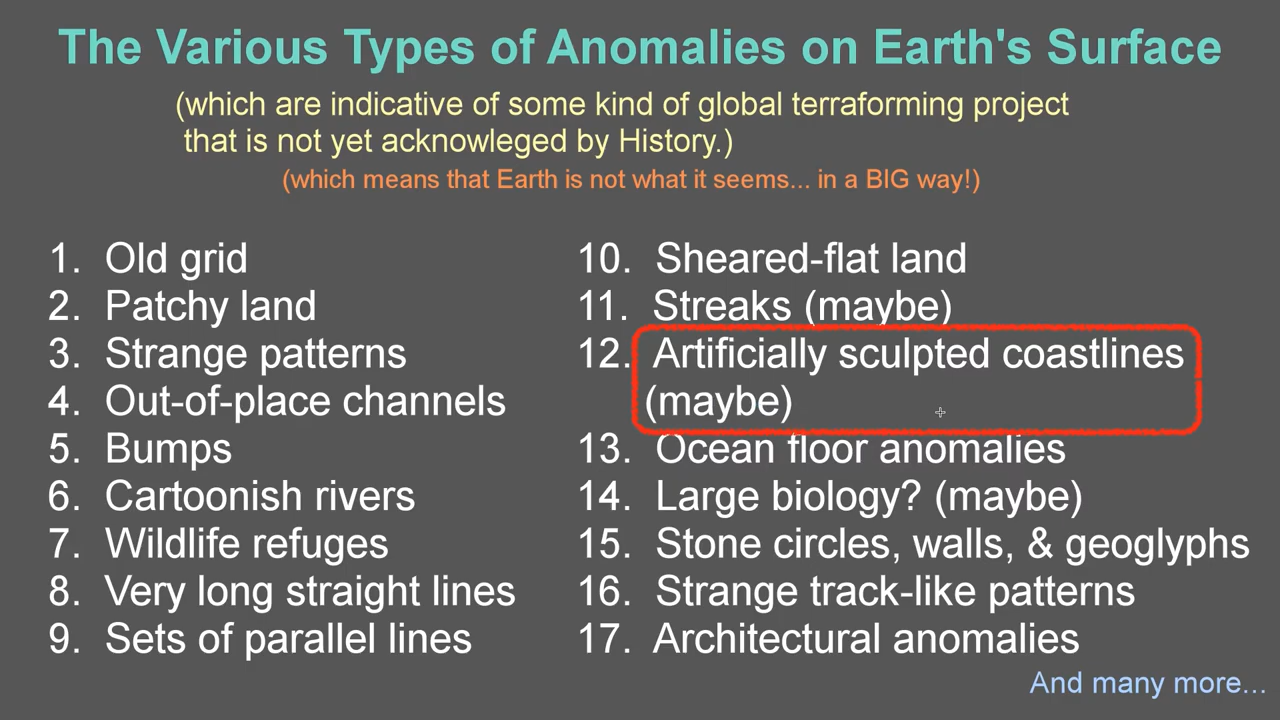 The Various Types of Anomalies on Earth's Surface
(which are indicative of some kind of global terraforming project
that is not yet acknowleged by History.)
(which means that Earth is not what it seems... in a BIG way!)
1. Old grid
2. Patchy land
3. Strange patterns
4. Out-of-place channels
5. Bumps
6. Cartoonish rivers
7. Wildlife refuges
8. Very long straight lines
9. Sets of parallel lines
10. Sheared-flat land
11. Streaks (maybe)
12. Artificially sculpted coastlines
(maybe)
13. Ocean floor anomalies
14. Large biology? (maybe)
15. Stone circles, walls, & geoglyphs
16. Strange track-like patterns
17. Architectural anomalies
And many more...